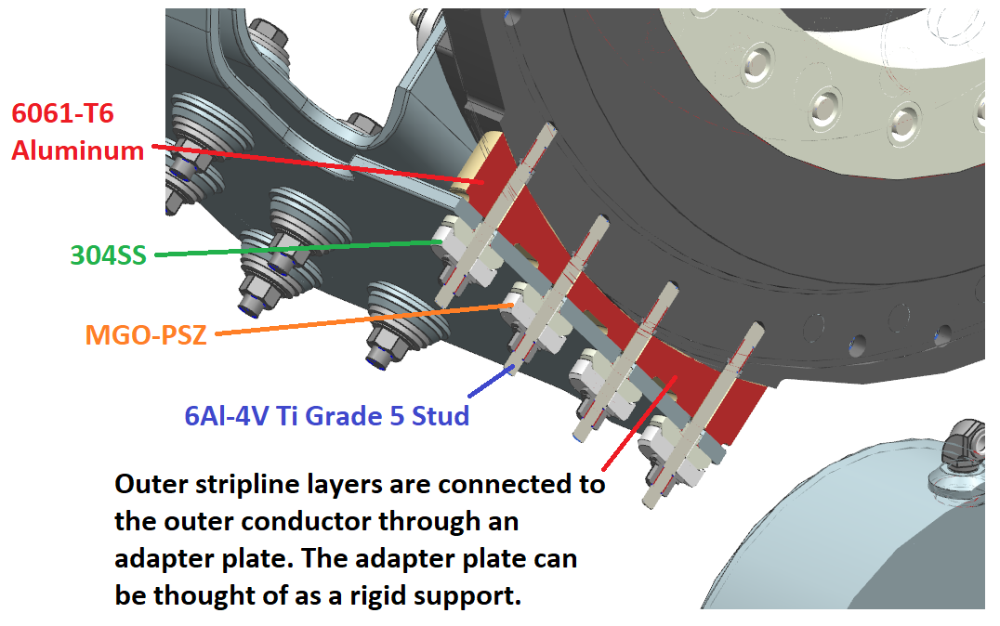 6061-T6
Aluminum
304SS
MGO-PSZ
6Al-4V Ti Grade 5 Stud
Outer stripline layers are connected to
the outer conductor through an
adapter plate. The adapter plate can
be thought of as a rigid support.